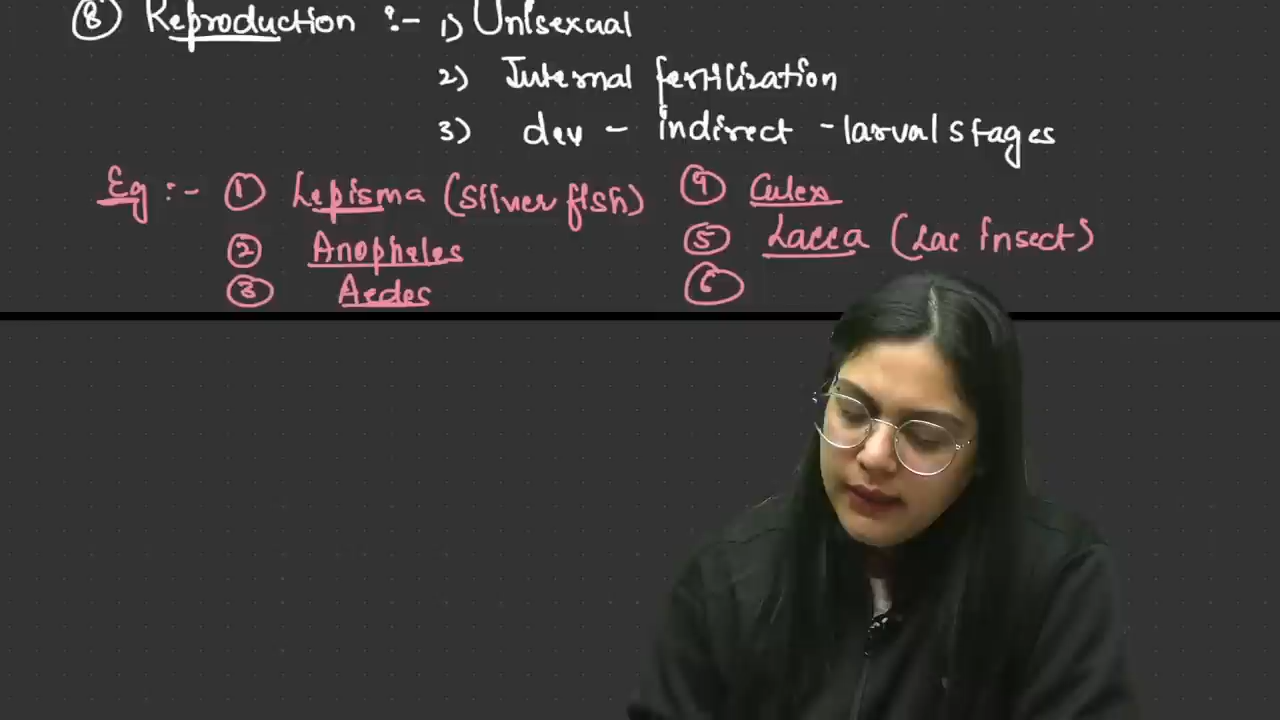 ⑧ Reproduction :- 1) Unisexual
2) Internal fertilization
3) dev - indirect - larval stages
Eg :- ① Lepisma (Silver fish)
② Anopheles
③ Aedes
④ Culex
⑤ Lacca (Lac insect)
⑥